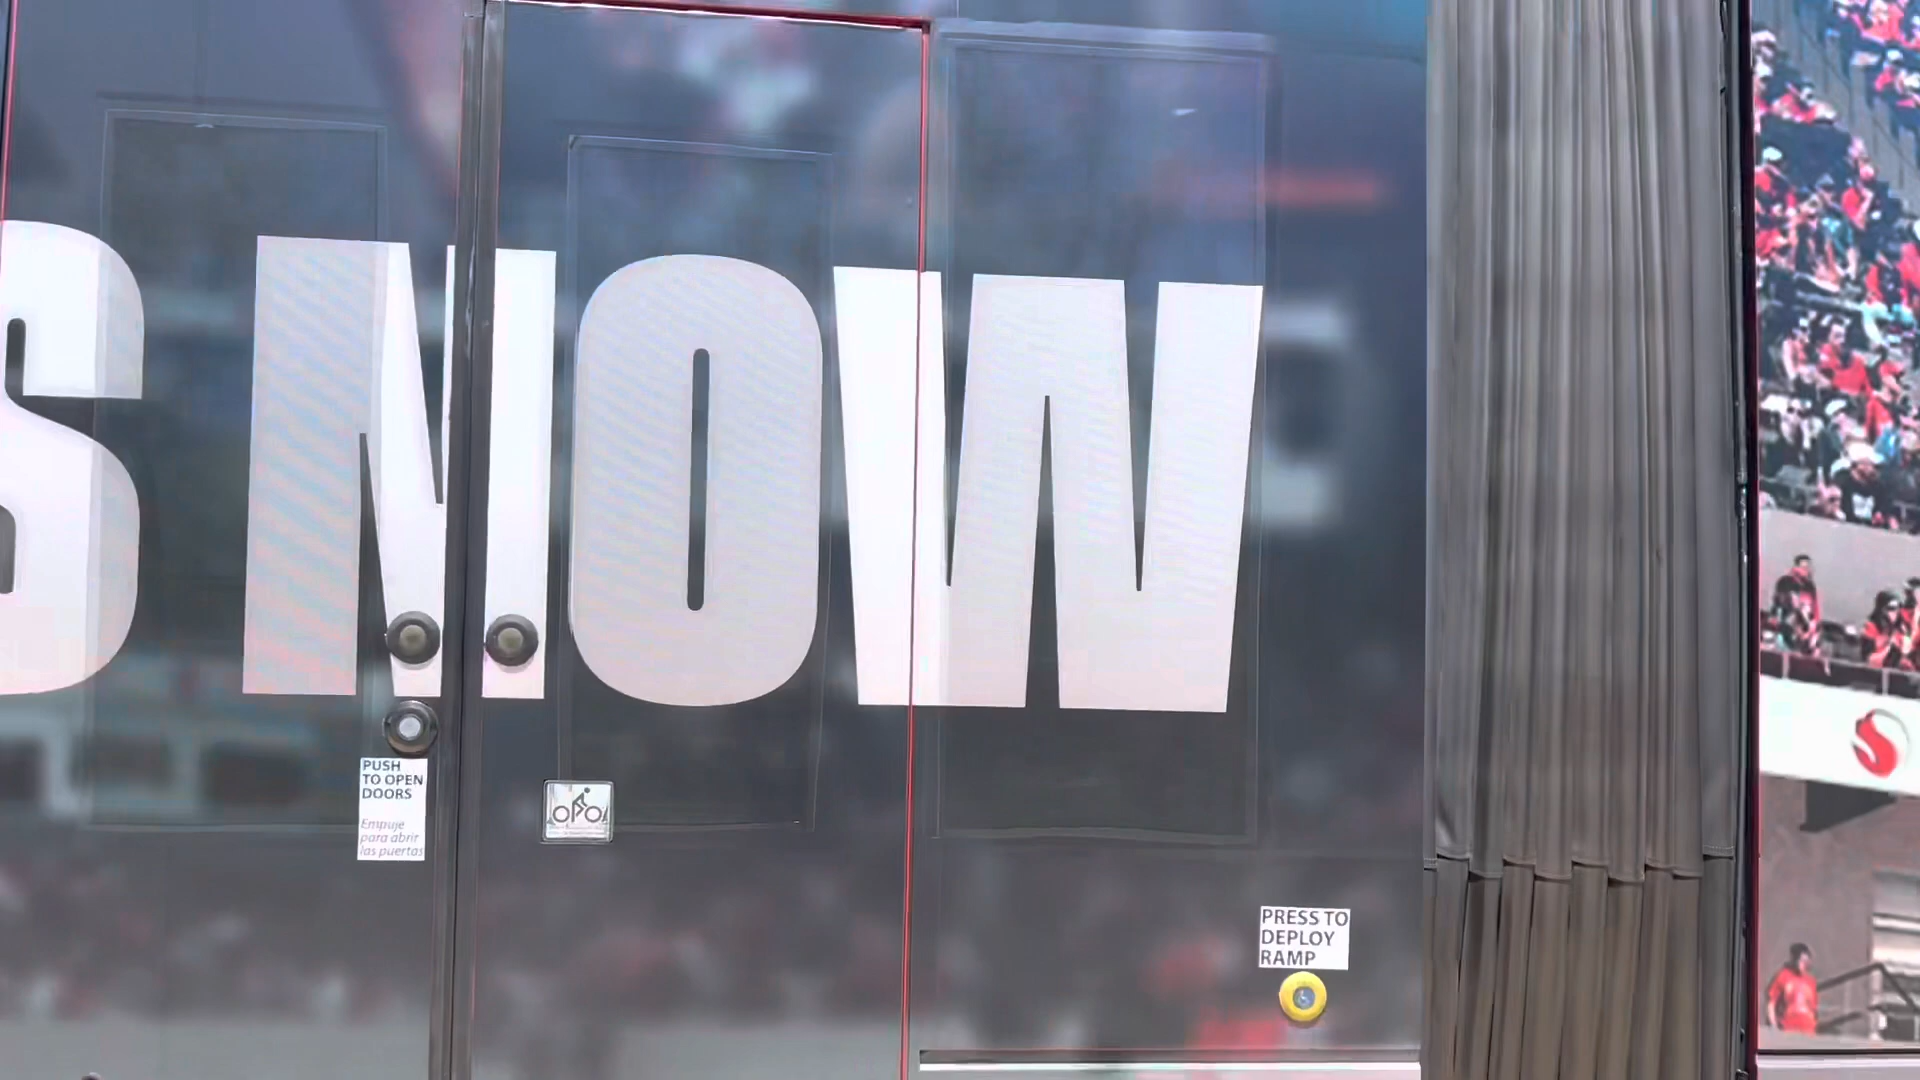 S NOW
PUSH
TO OPEN
DOORS
Empuje
para abrir
las puertas
PRESS TO
DEPLOY
RAMP